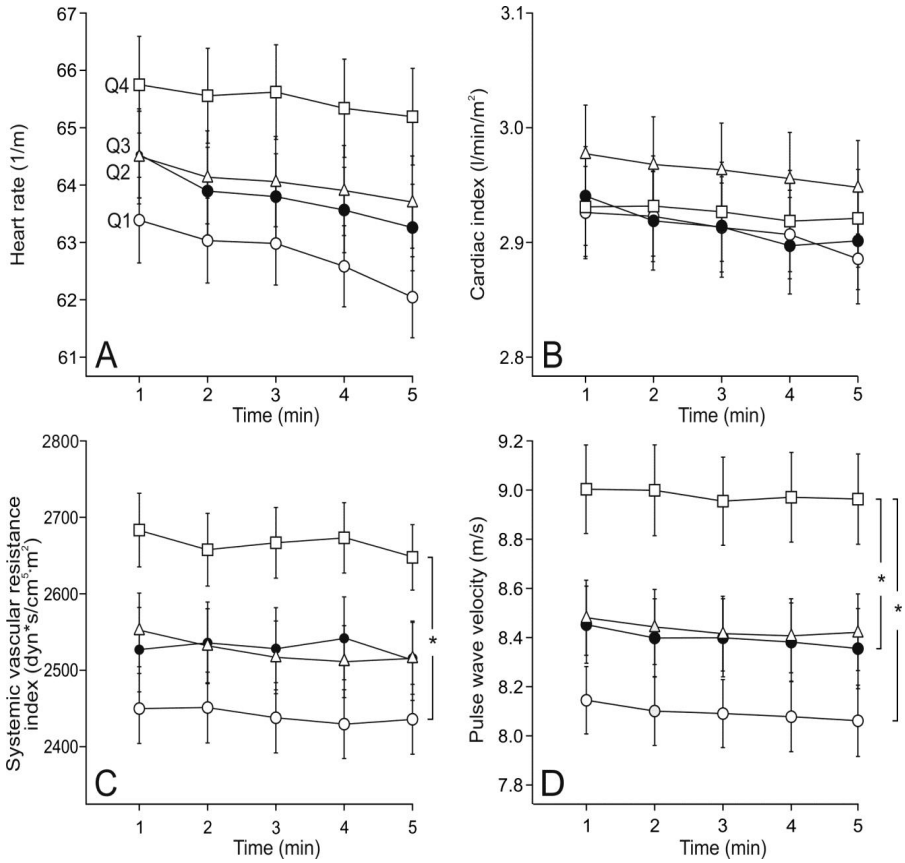 67
66
65
64
63
62
61
Heart rate (1/m)
Q4
Q3
Q2
Q1
A
1 2 3 4 5
Time (min)
3.1
3.0
2.9
2.8
Cardiac index (l/min/m²)
B
1 2 3 4 5
Time (min)
2800
2700
2600
2500
2400
Systemic vascular resistance
index (dyn*s/cm⁵·m²)
*
C
1 2 3 4 5
Time (min)
9.2
9.0
8.8
8.6
8.4
8.2
8.0
7.8
Pulse wave velocity (m/s)
*
*
D
1 2 3 4 5
Time (min)